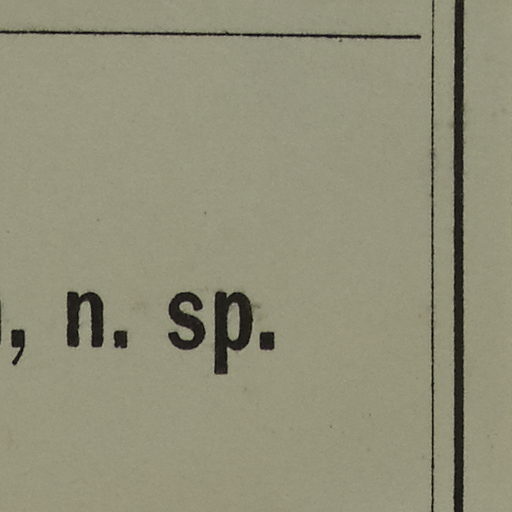 , n. sp.